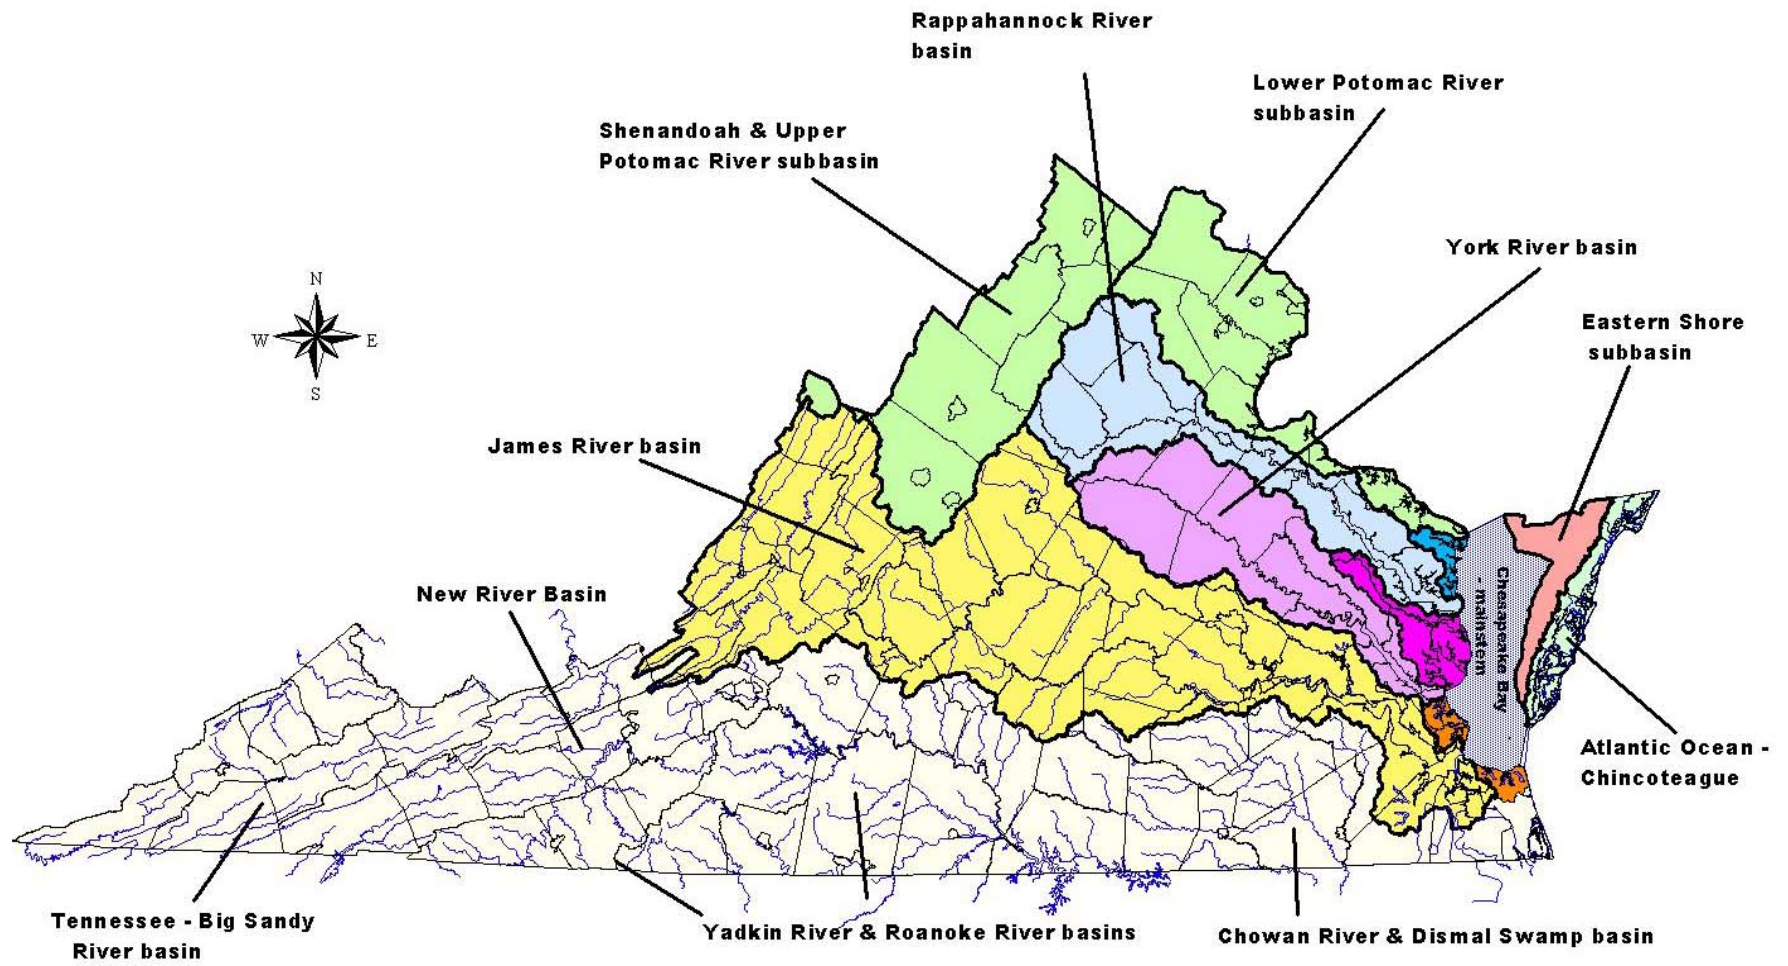 Rappahannock River
basin
Lower Potomac River
subbasin
Shenandoah & Upper
Potomac River subbasin
York River basin
N
W
E
S
Eastern Shore
subbasin
James River basin
New River Basin
Chesapeake Bay
- mainstem
Atlantic Ocean -
Chincoteague
Tennessee - Big Sandy
River basin
Yadkin River & Roanoke River basins
Chowan River & Dismal Swamp basin